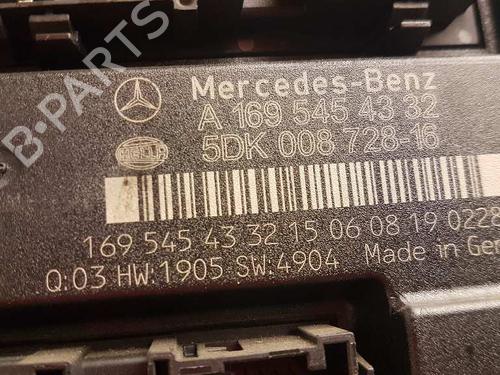 B-PARTS
Mercedes-Benz
A 169 545 43 32
HELLA 5DK 008 728-16
169 545 43 32 15 06 08 19 0228
Q:03 HW:1905 SW:4904 Made in Ger